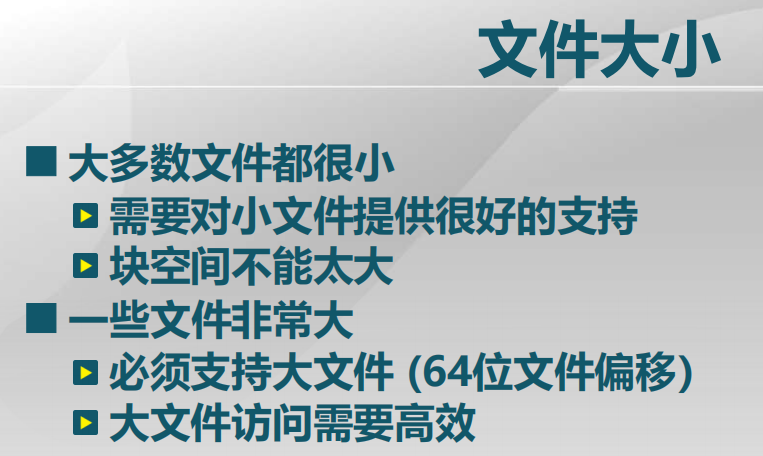 文件大小
大多数文件都很小
需要对小文件提供很好的支持
块空间不能太大
一些文件非常大
必须支持大文件 (64位文件偏移)
大文件访问需要高效